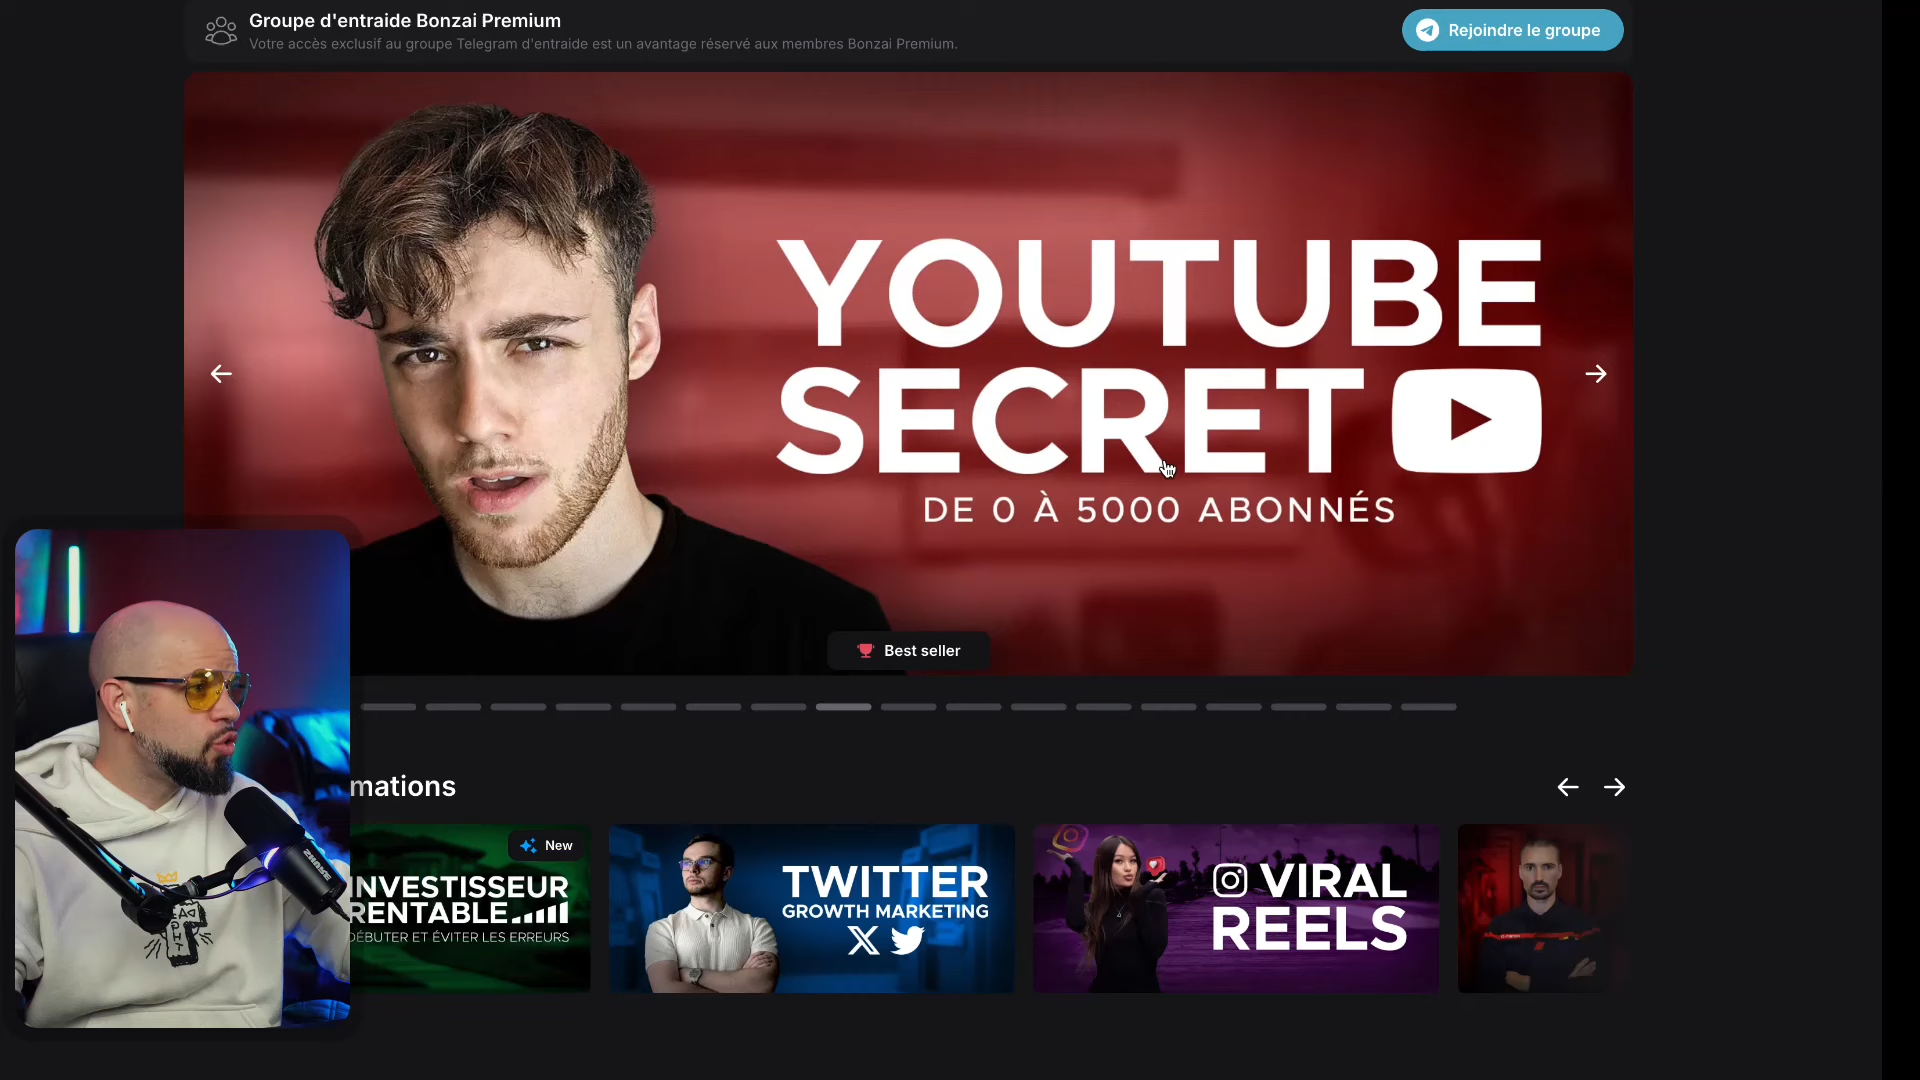 Groupe d'entraide Bonzai Premium
Votre accès exclusif au groupe Telegram d'entraide est un avantage réservé aux membres Bonzai Premium.
Rejoindre le groupe
YOUTUBE
SECRET
DE 0 À 5000 ABONNÉS
Best seller
mations
New
INVESTISSEUR
RENTABLE
DÉBUTER ET ÉVITER LES ERREURS
TWITTER
GROWTH MARKETING
VIRAL
REELS